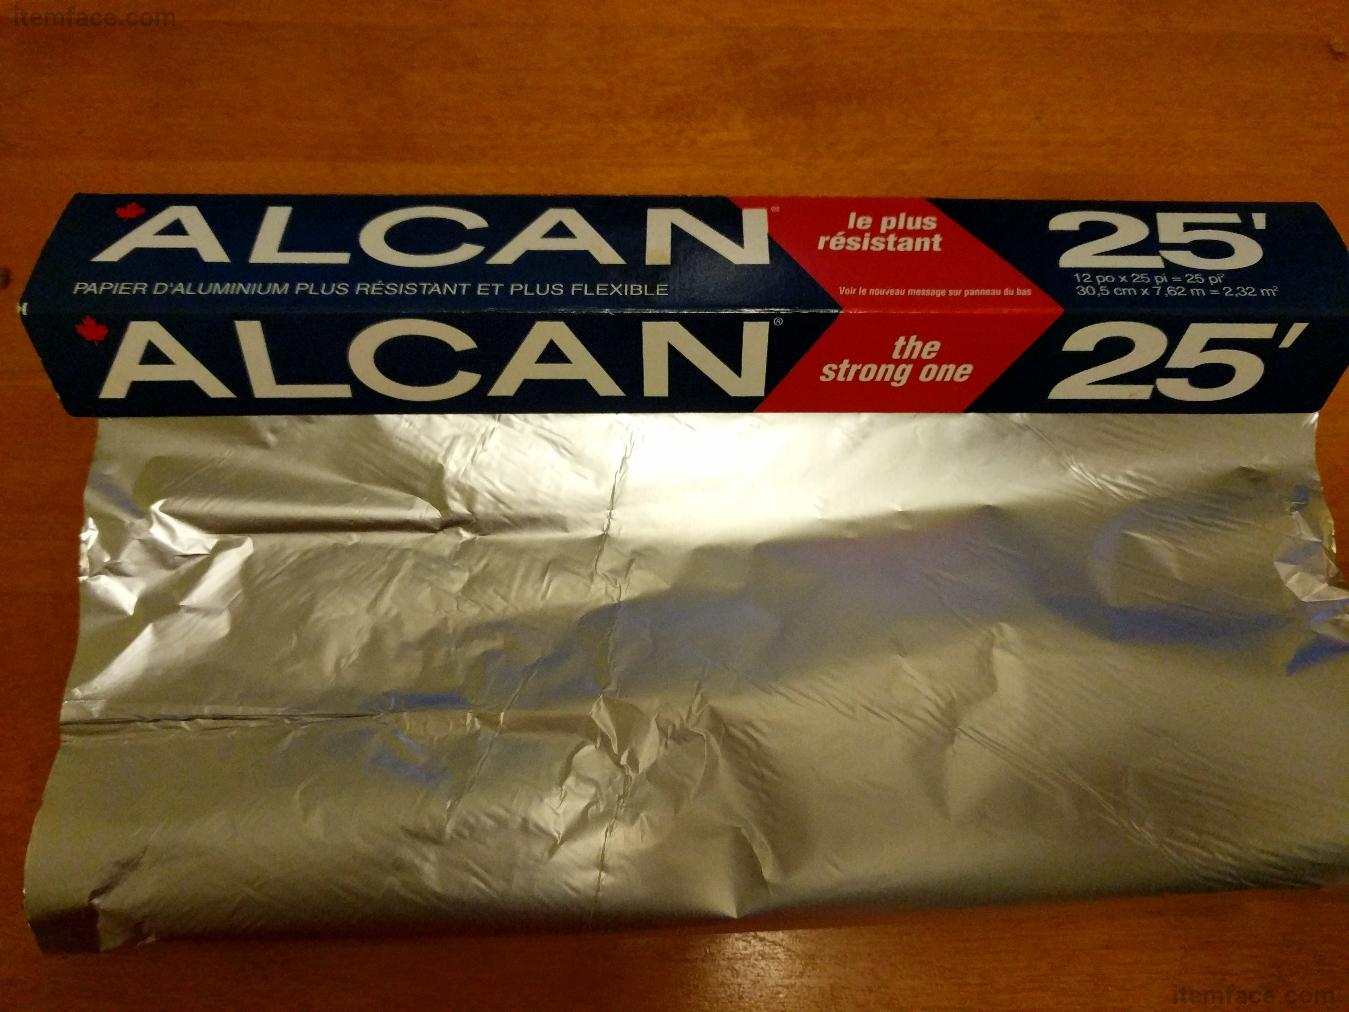 itemface.com
ALCAN®
le plus
résistant
25'
PAPIER D'ALUMINIUM PLUS RÉSISTANT ET PLUS FLEXIBLE
Voir le nouveau message sur panneau du bas
12 po x 25 pi = 25 pi²
30,5 cm x 7,62 m = 2,32 m²
ALCAN®
the
strong one
25'
itemface.com